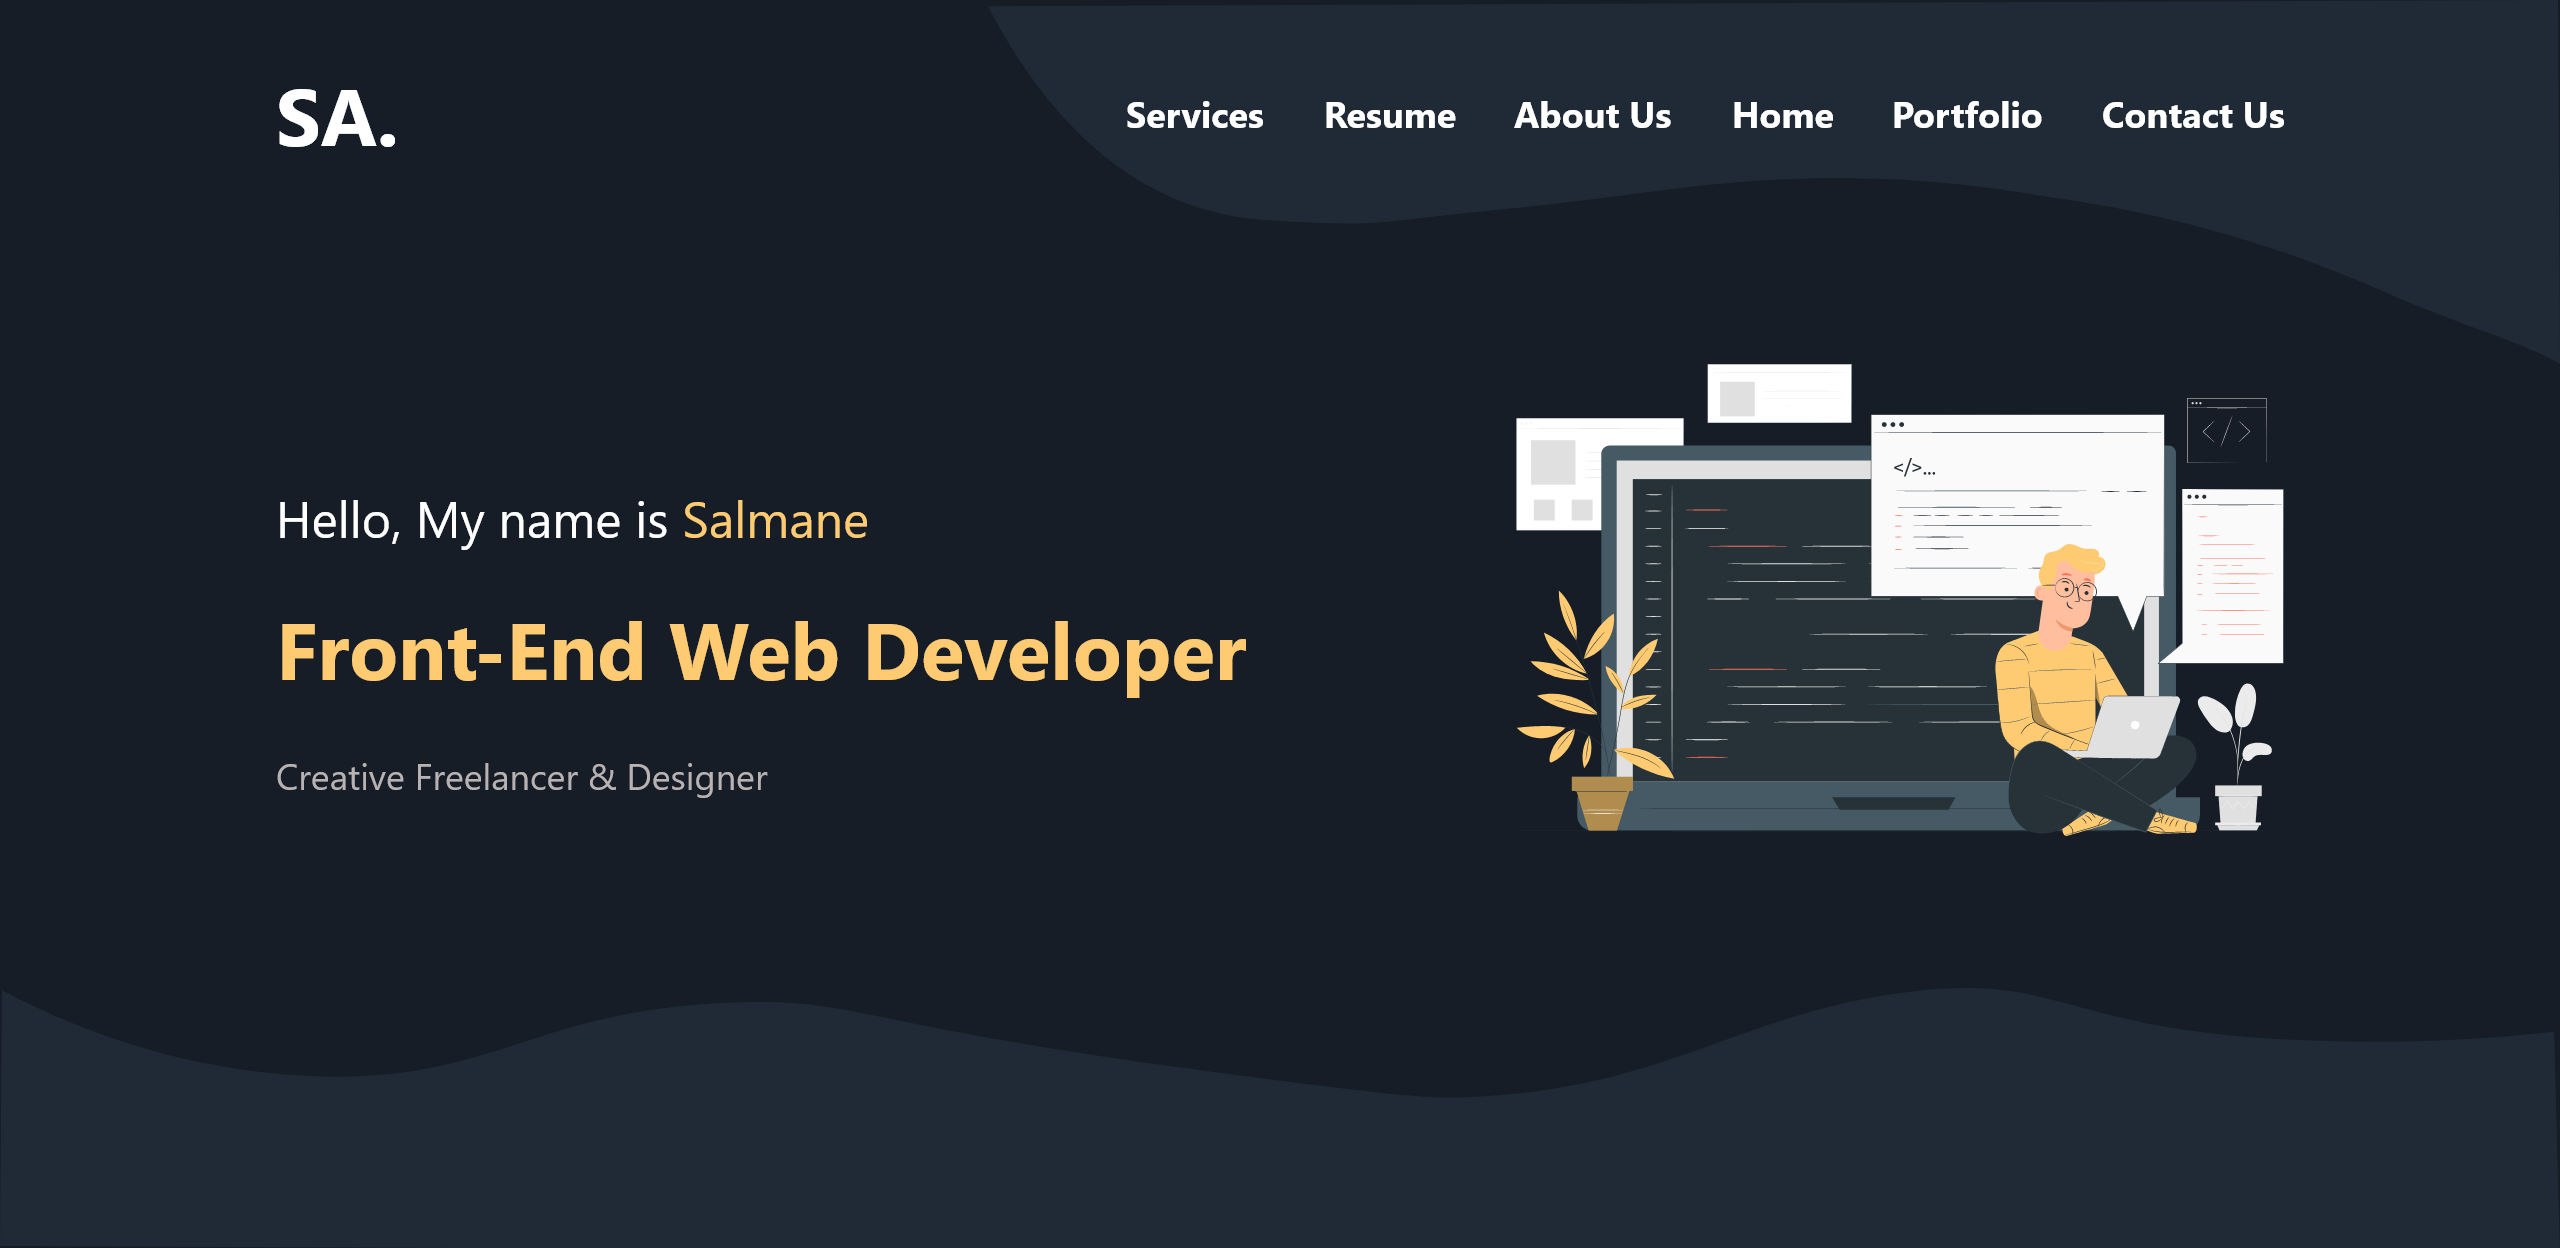 SA.
Services Resume About Us Home Portfolio Contact Us
Hello, My name is Salmane
Front-End Web Developer
Creative Freelancer & Designer
</>
</>...